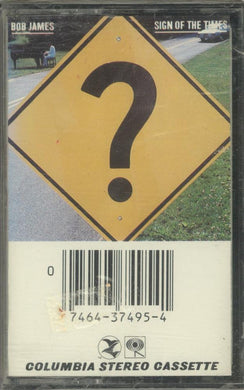 BOB JAMES
SIGN OF THE TIMES
?
0
7464-37495-4
COLUMBIA STEREO CASSETTE